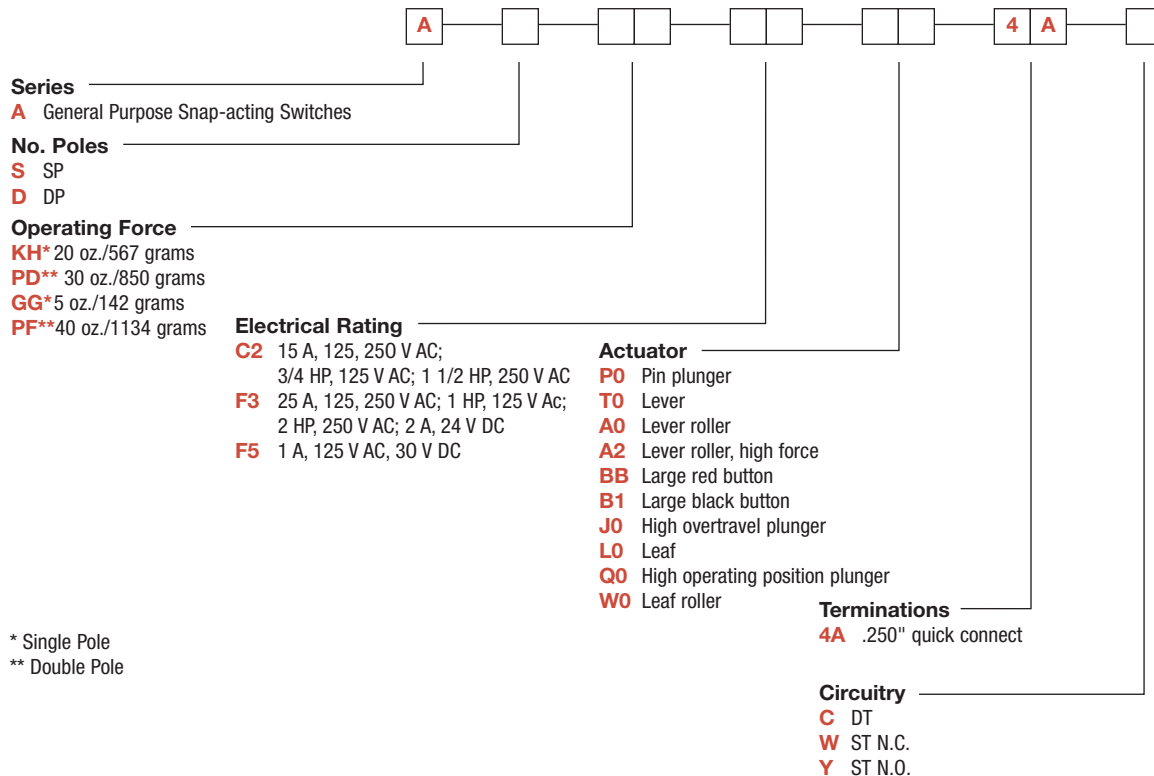 A 4 A
Series
A General Purpose Snap-acting Switches
No. Poles
S SP
D DP
Operating Force
KH* 20 oz./567 grams
PD** 30 oz./850 grams
GG* 5 oz./142 grams
PF**40 oz./1134 grams
Electrical Rating
C2 15 A, 125, 250 V AC;
3/4 HP, 125 V AC; 1 1/2 HP, 250 V AC
F3 25 A, 125, 250 V AC; 1 HP, 125 V Ac;
2 HP, 250 V AC; 2 A, 24 V DC
F5 1 A, 125 V AC, 30 V DC
Actuator
P0 Pin plunger
T0 Lever
A0 Lever roller
A2 Lever roller, high force
BB Large red button
B1 Large black button
J0 High overtravel plunger
L0 Leaf
Q0 High operating position plunger
W0 Leaf roller
Terminations
4A .250" quick connect
Circuitry
C DT
W ST N.C.
Y ST N.O.
* Single Pole
** Double Pole